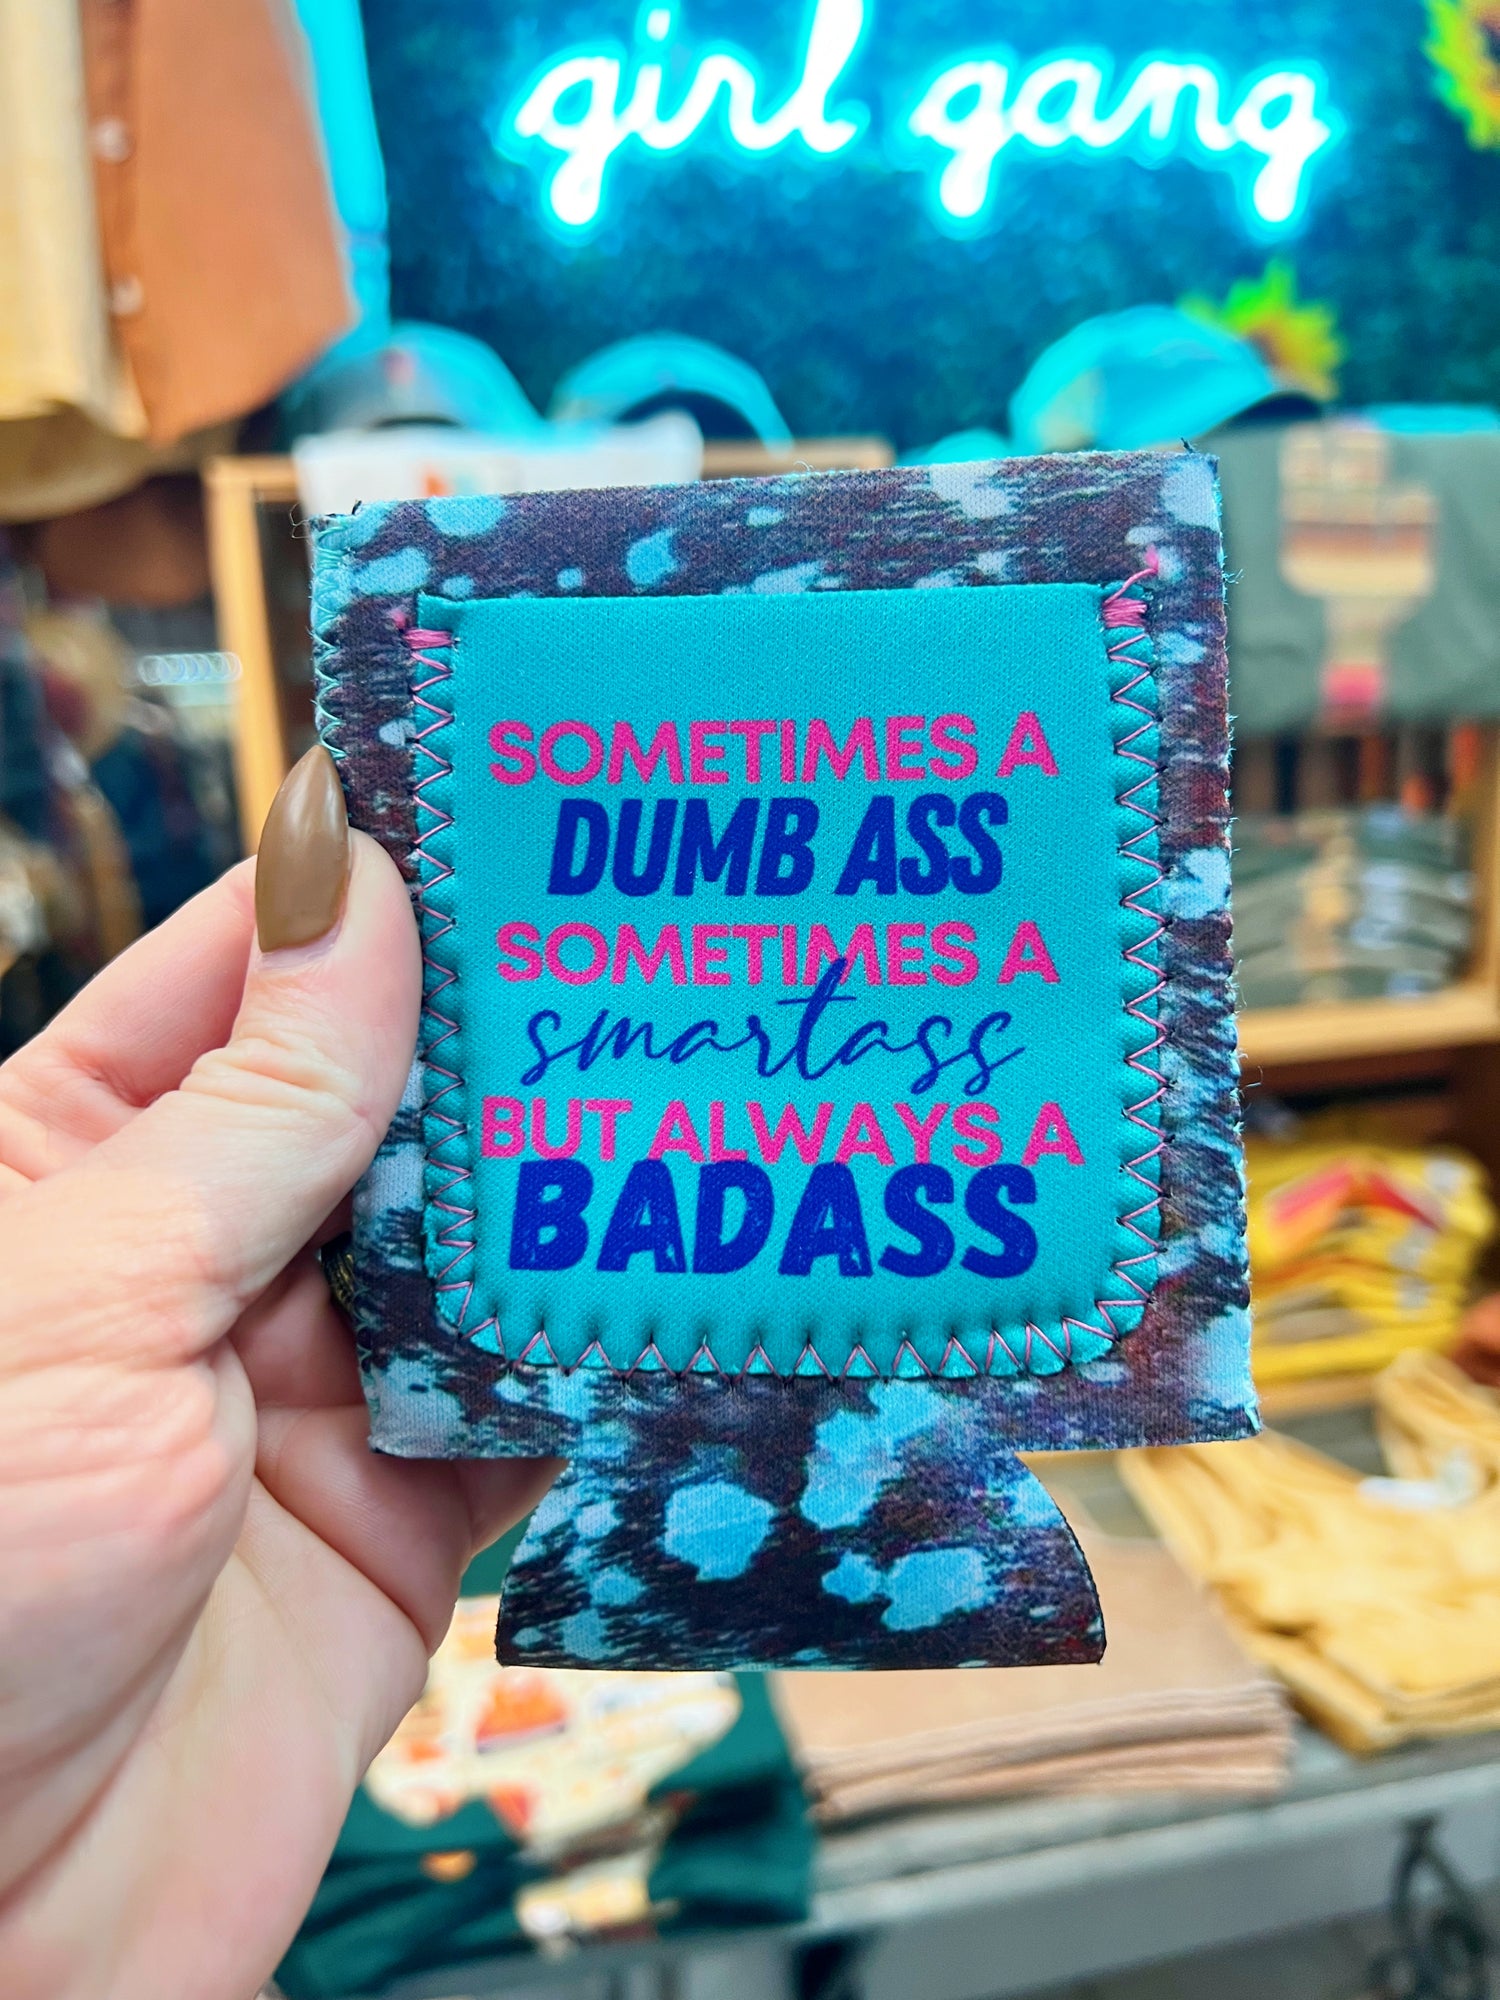 girl gang
SOMETIMES A
DUMB ASS
SOMETIMES A
smartass
BUT ALWAYS A
BADASS